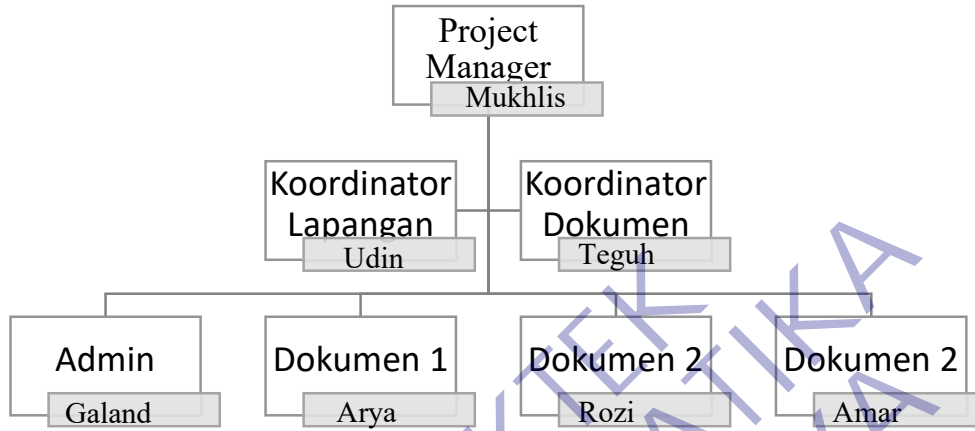 Project
Manager
Mukhlis
Koordinator
Lapangan
Udin
Koordinator
Dokumen
Teguh
Admin
Galand
Dokumen 1
Arya
Dokumen 2
Rozi
Dokumen 2
Amar